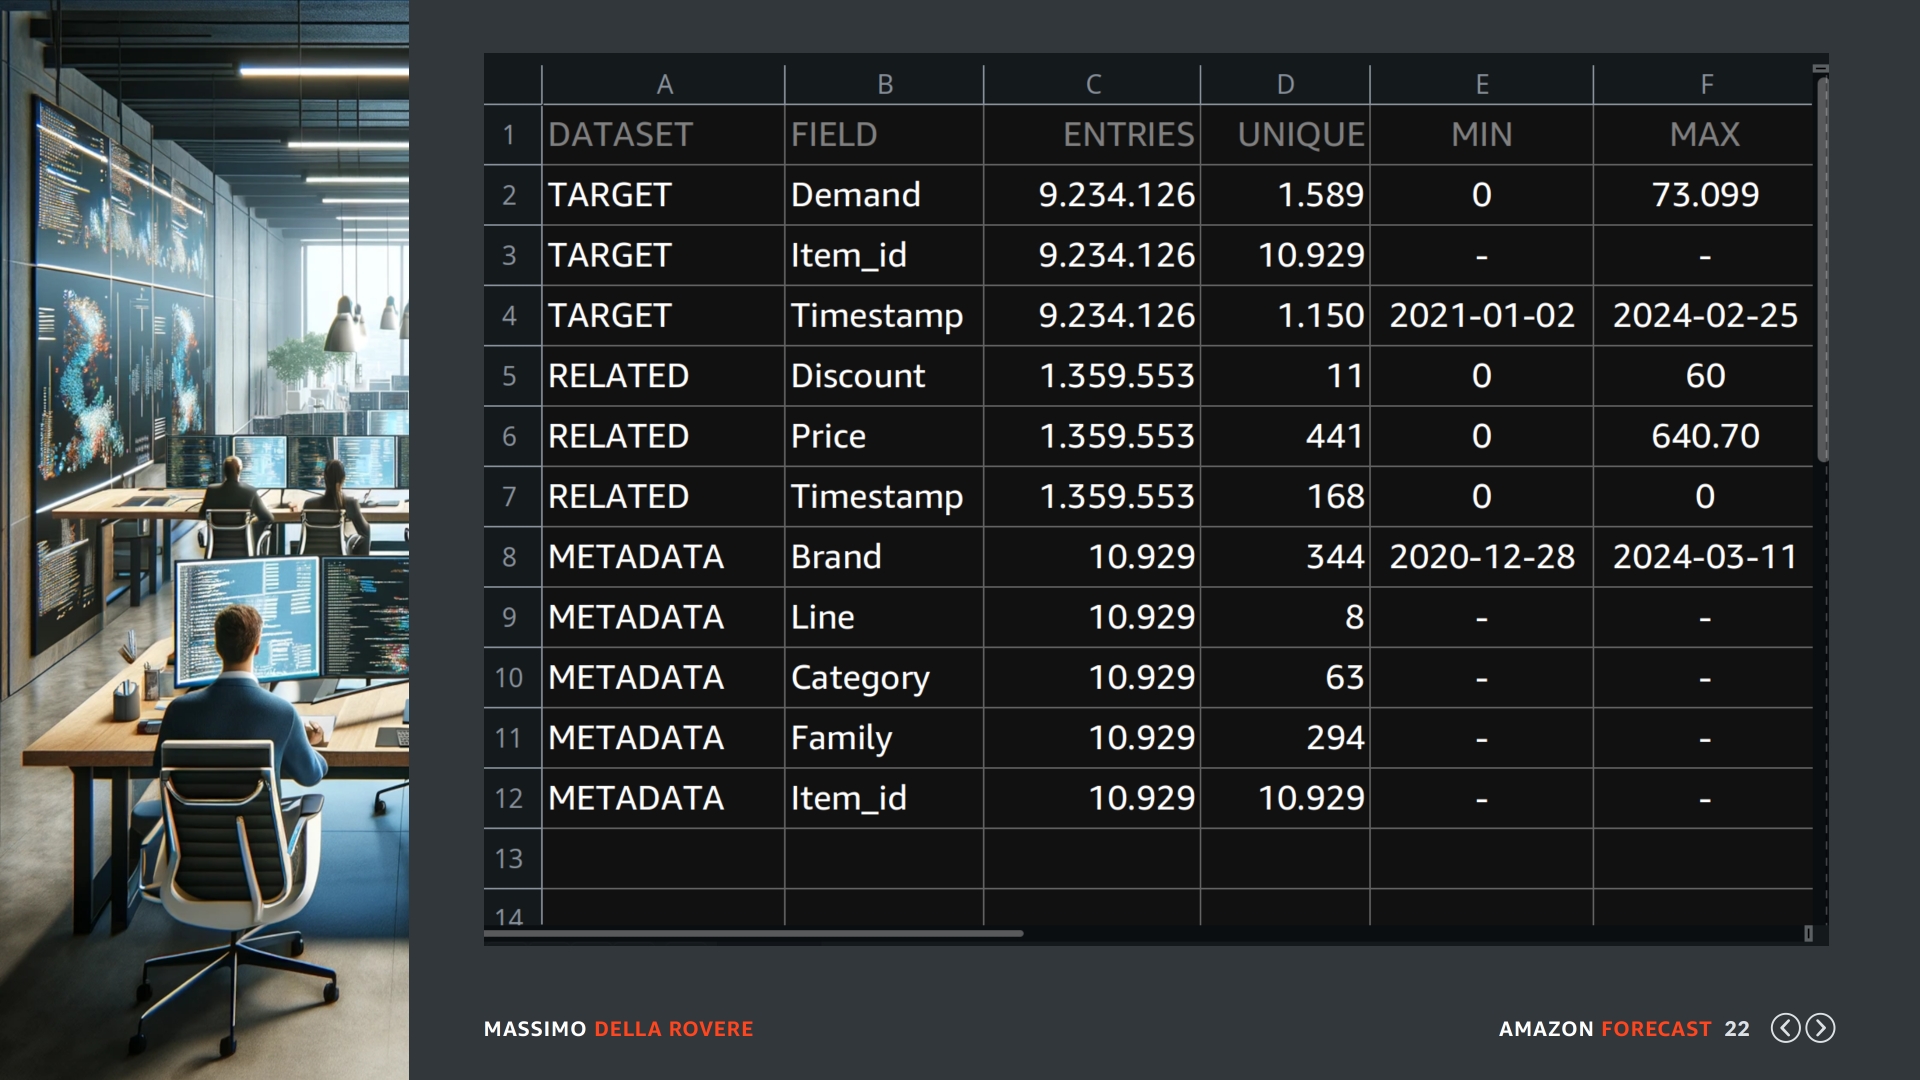 A B C D E F
1 DATASET FIELD ENTRIES UNIQUE MIN MAX
2 TARGET Demand 9.234.126 1.589 0 73.099
3 TARGET Item_id 9.234.126 10.929 - -
4 TARGET Timestamp 9.234.126 1.150 2021-01-02 2024-02-25
5 RELATED Discount 1.359.553 11 0 60
6 RELATED Price 1.359.553 441 0 640.70
7 RELATED Timestamp 1.359.553 168 0 0
8 METADATA Brand 10.929 344 2020-12-28 2024-03-11
9 METADATA Line 10.929 8 - -
10 METADATA Category 10.929 63 - -
11 METADATA Family 10.929 294 - -
12 METADATA Item_id 10.929 10.929 - -
13
14
MASSIMO DELLA ROVERE AMAZON FORECAST 22